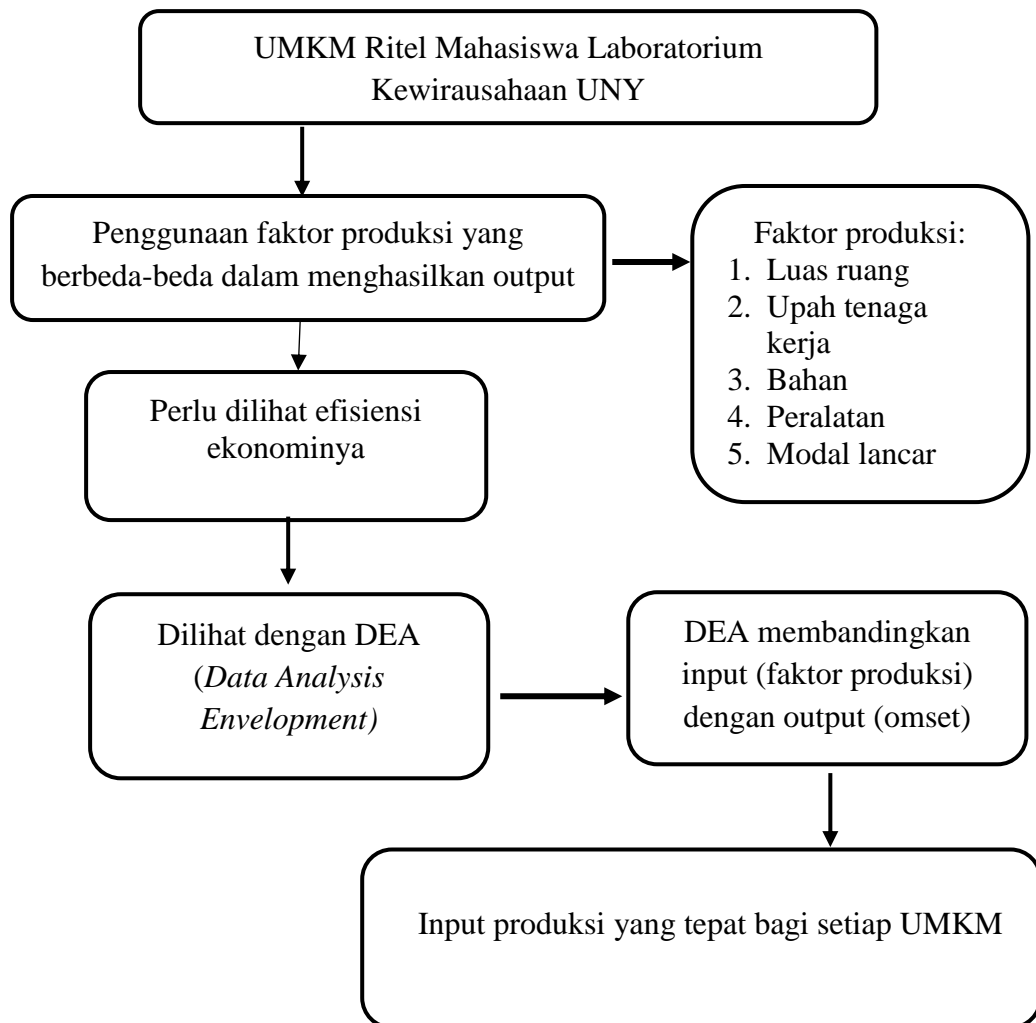 UMKM Ritel Mahasiswa Laboratorium
Kewirausahaan UNY
Penggunaan faktor produksi yang
berbeda-beda dalam menghasilkan output
Faktor produksi:
1. Luas ruang
2. Upah tenaga
kerja
3. Bahan
4. Peralatan
5. Modal lancar
Perlu dilihat efisiensi
ekonominya
Dilihat dengan DEA
(Data Analysis
Envelopment)
DEA membandingkan
input (faktor produksi)
dengan output (omset)
Input produksi yang tepat bagi setiap UMKM